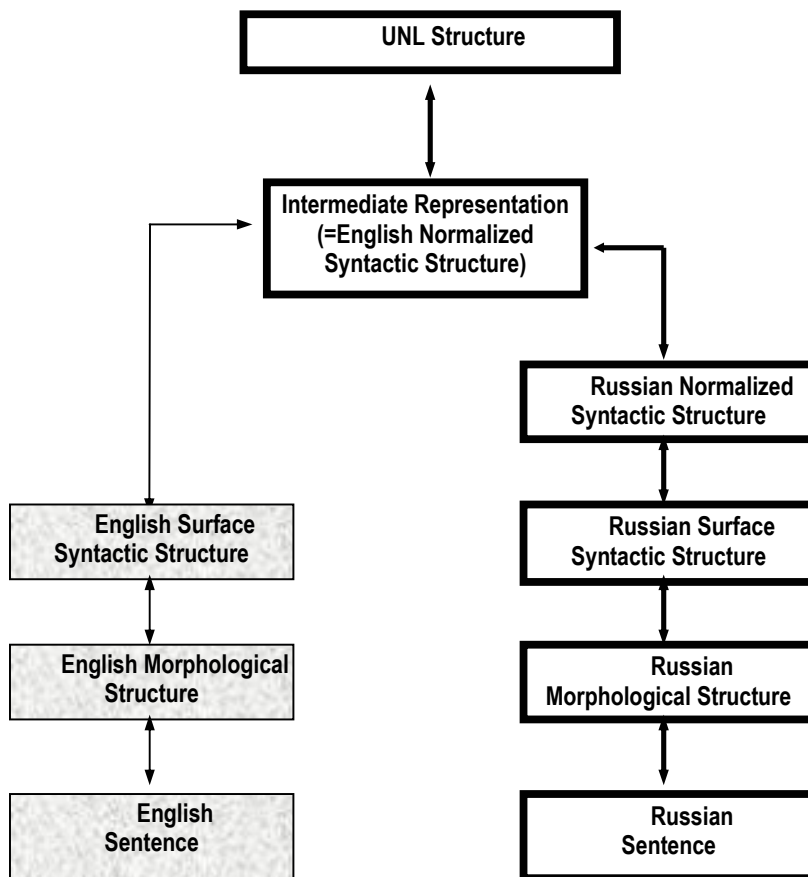 UNL Structure
Intermediate Representation
(=English Normalized
Syntactic Structure)
Russian Normalized
Syntactic Structure
English Surface
Syntactic Structure
Russian Surface
Syntactic Structure
English Morphological
Structure
Russian
Morphological Structure
English
Sentence
Russian
Sentence